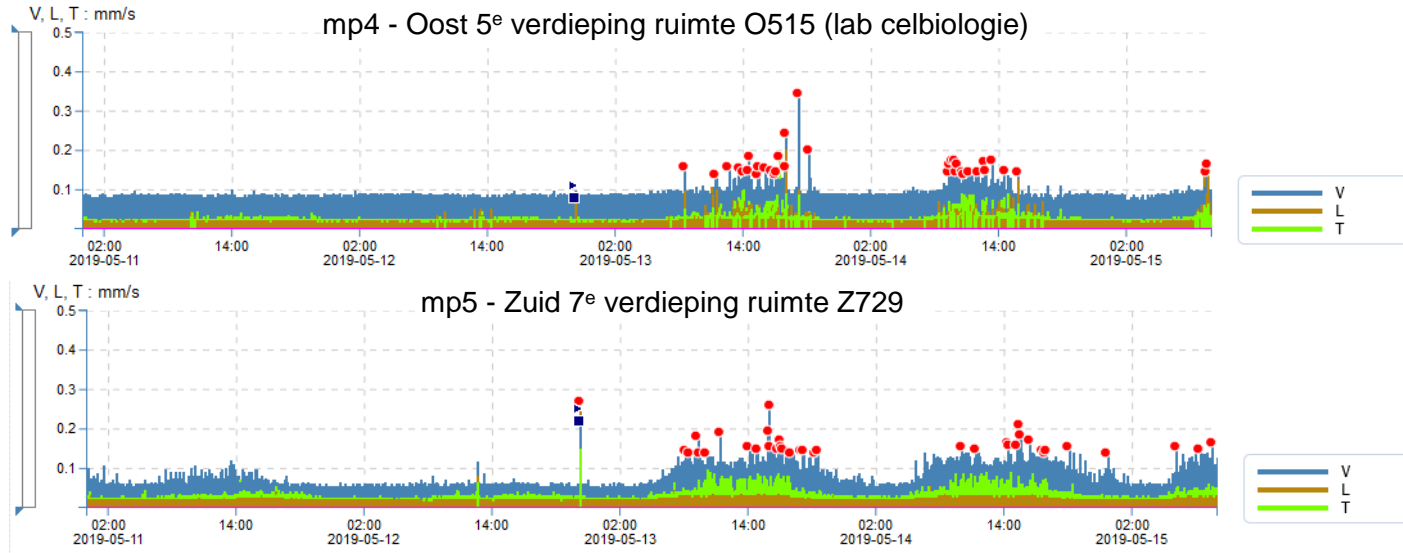 V, L, T : mm/s
mp4 - Oost 5e verdieping ruimte O515 (lab celbiologie)
0.5
0.4
0.3
0.2
0.1
02:00 14:00 02:00 14:00 02:00 14:00 02:00 14:00 02:00
2019-05-11 2019-05-12 2019-05-13 2019-05-14 2019-05-15
V
L
T
V, L, T : mm/s
mp5 - Zuid 7e verdieping ruimte Z729
0.5
0.4
0.3
0.2
0.1
02:00 14:00 02:00 14:00 02:00 14:00 02:00 14:00 02:00
2019-05-11 2019-05-12 2019-05-13 2019-05-14 2019-05-15
V
L
T